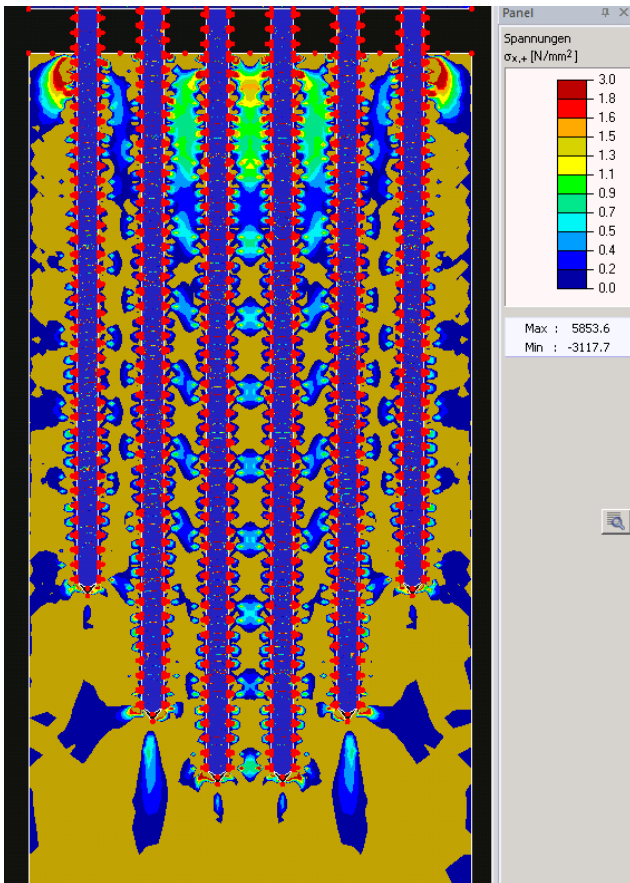 Panel
Spannungen
σx,+ [N/mm²]
3.0
1.8
1.6
1.5
1.3
1.1
0.9
0.7
0.5
0.4
0.2
0.0
Max : 5853.6
Min : -3117.7